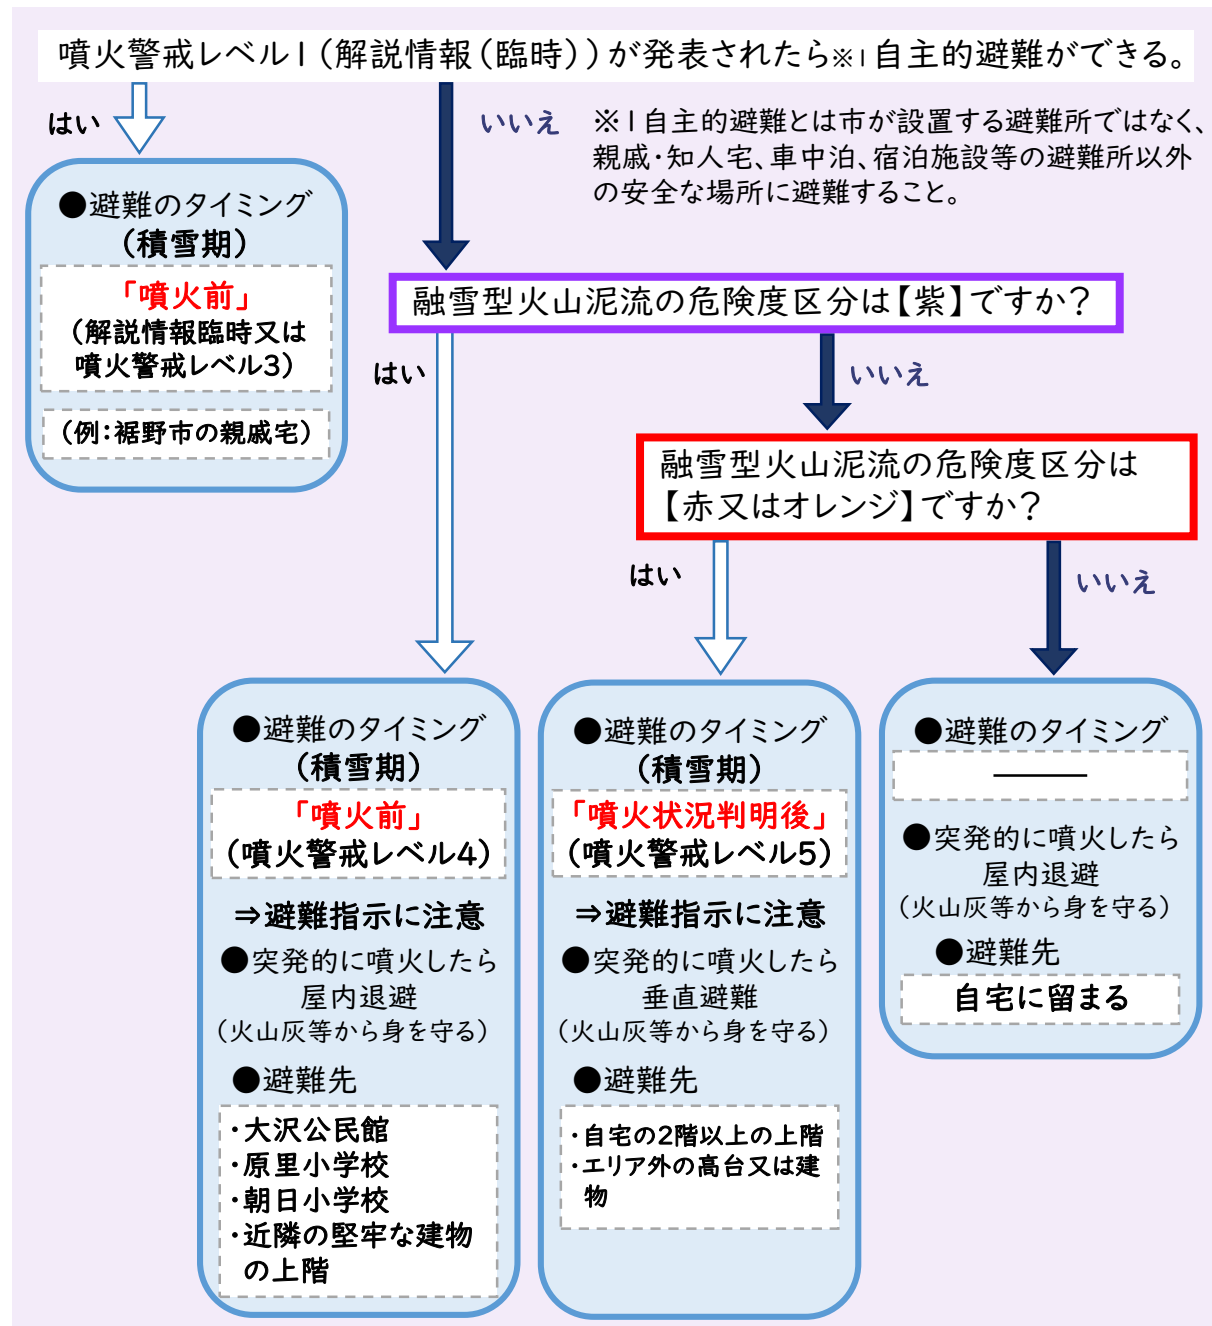 噴火警戒レベル1(解説情報(臨時))が発表されたら※1自主的避難ができる。
はい
いいえ
※1自主的避難とは市が設置する避難所ではなく、
親戚・知人宅、車中泊、宿泊施設等の避難所以外
の安全な場所に避難すること。
●避難のタイミング
(積雪期)
「噴火前」
(解説情報臨時又は
噴火警戒レベル3)
(例:裾野市の親戚宅)
融雪型火山泥流の危険度区分は【紫】ですか?
はい
いいえ
融雪型火山泥流の危険度区分は
【赤又はオレンジ】ですか?
はい
いいえ
●避難のタイミング
(積雪期)
「噴火前」
(噴火警戒レベル4)
⇒避難指示に注意
●突発的に噴火したら
屋内退避
(火山灰等から身を守る)
●避難先
・大沢公民館
・原里小学校
・朝日小学校
・近隣の堅牢な建物
の上階
●避難のタイミング
(積雪期)
「噴火状況判明後」
(噴火警戒レベル5)
⇒避難指示に注意
●突発的に噴火したら
垂直避難
(火山灰等から身を守る)
●避難先
・自宅の2階以上の上階
・エリア外の高台又は建
物
●避難のタイミング
―――
●突発的に噴火したら
屋内退避
(火山灰等から身を守る)
●避難先
自宅に留まる